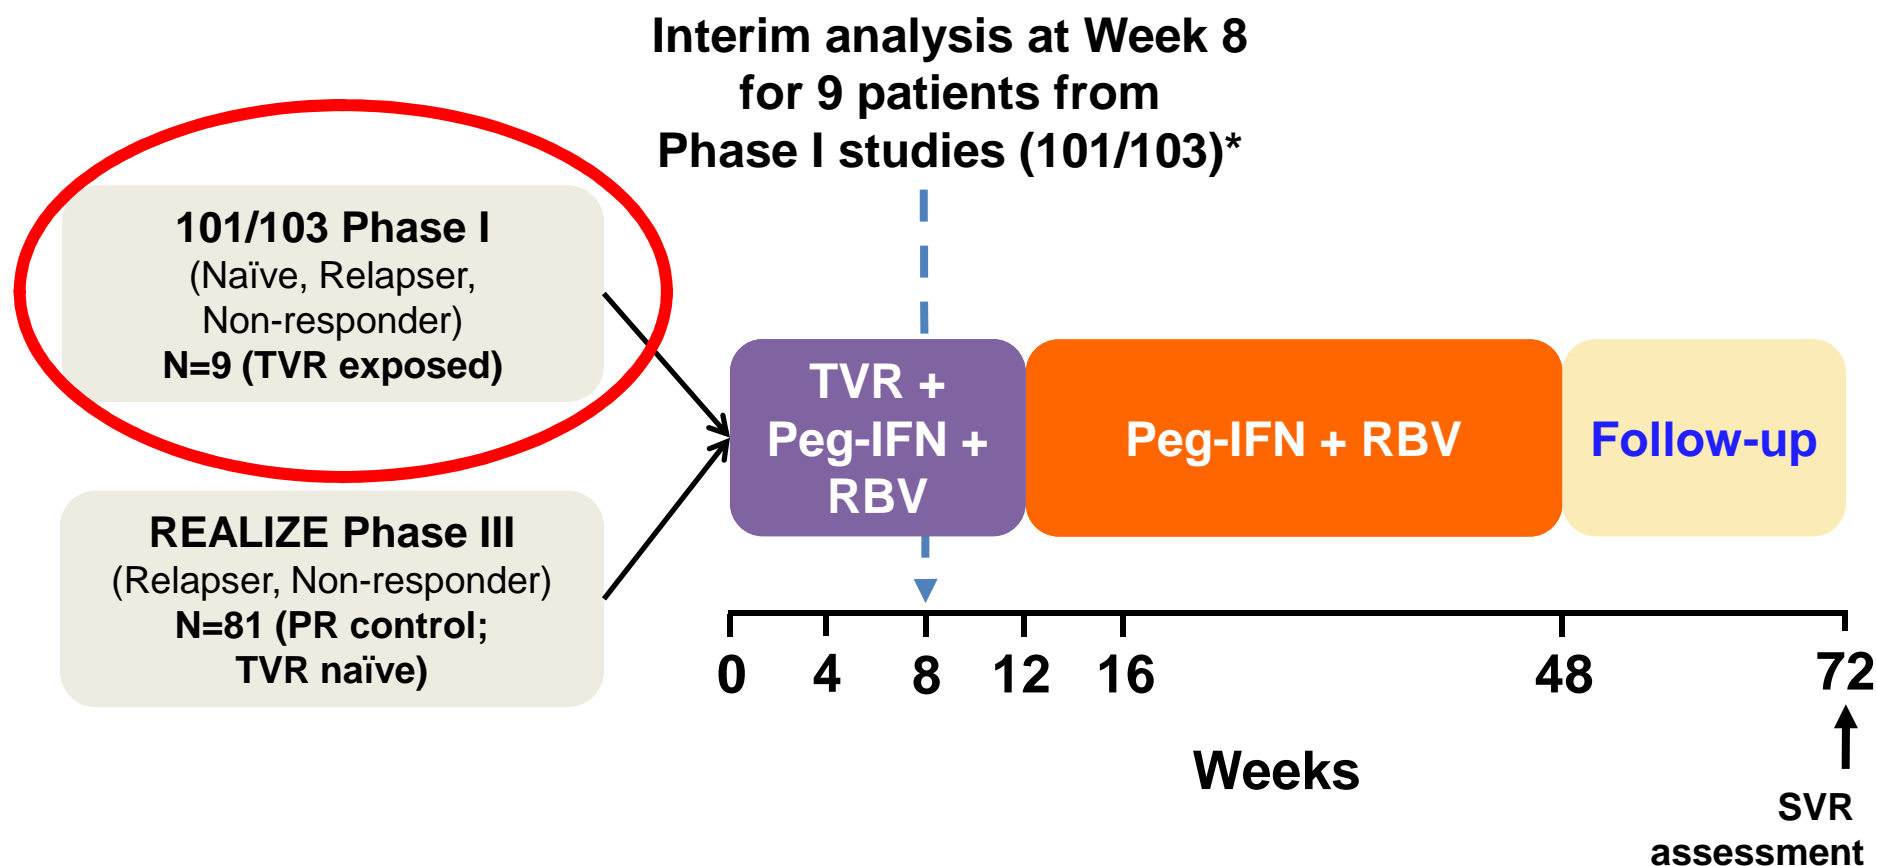 Interim analysis at Week 8
for 9 patients from
Phase I studies (101/103)*
101/103 Phase I
(Naïve, Relapser,
Non-responder)
N=9 (TVR exposed)
REALIZE Phase III
(Relapser, Non-responder)
N=81 (PR control;
TVR naïve)
TVR +
Peg-IFN +
RBV
Peg-IFN + RBV
Follow-up
0 4 8 12 16 48 72
Weeks
SVR
assessment